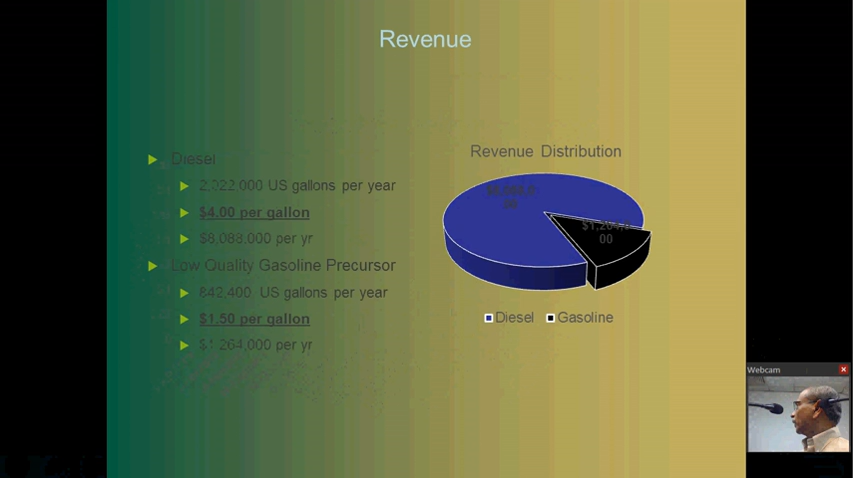 Revenue
Diesel
2,022,000 US gallons per year
$4.00 per gallon
$8,088,000 per yr
Low Quality Gasoline Precursor
842,400 US gallons per year
$1.50 per gallon
$1,264,000 per yr
Revenue Distribution
Diesel
Gasoline
Webcam